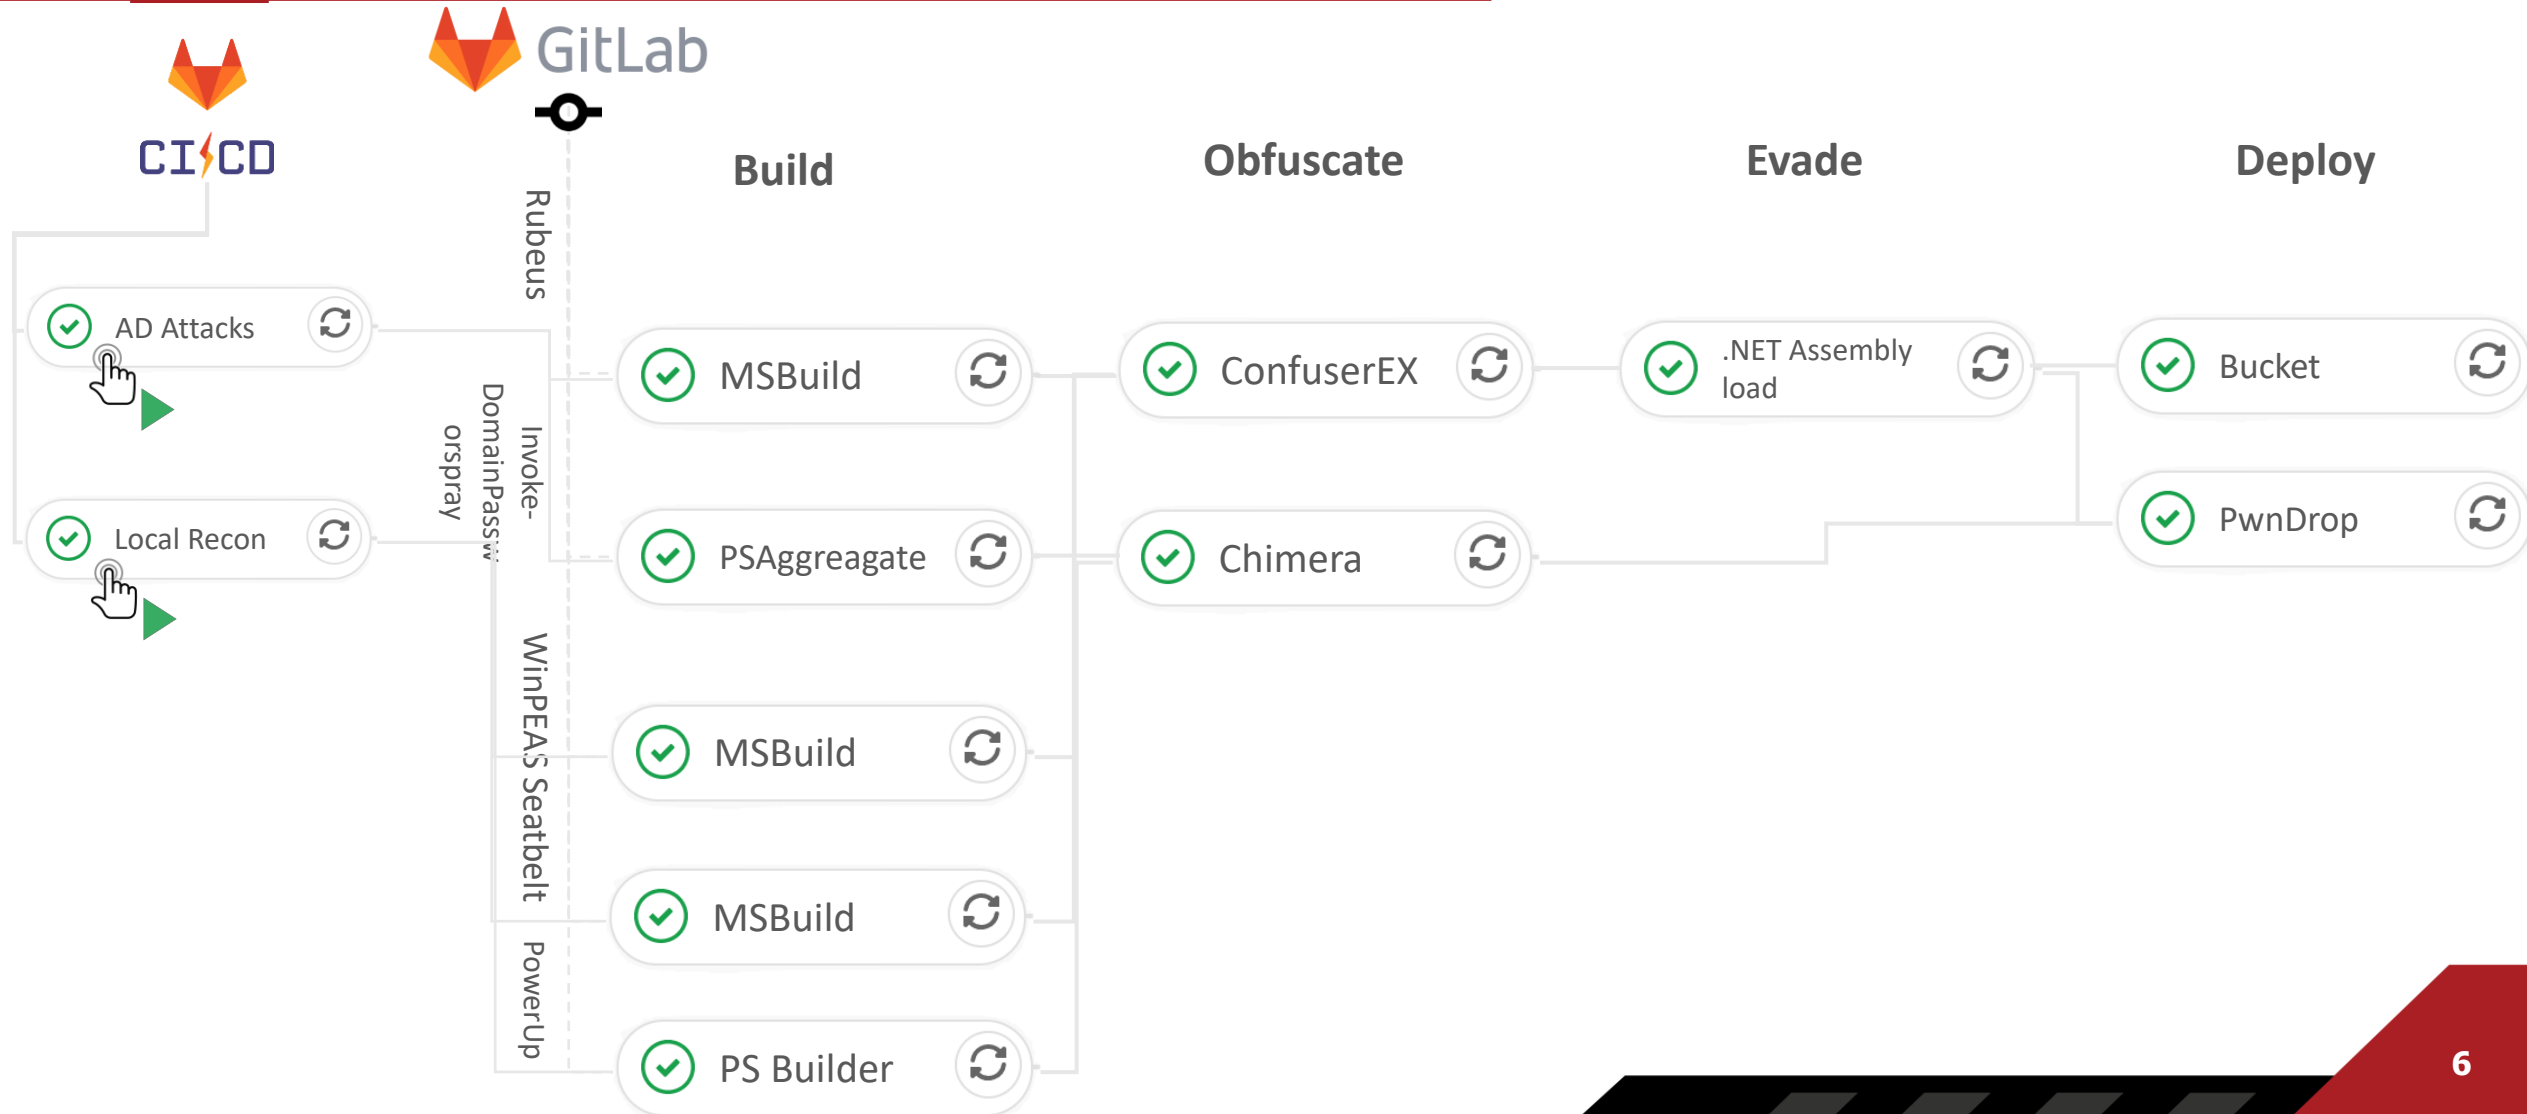 GitLab
CI CD
Build
Obfuscate
Evade
Deploy
Rubeus
AD Attacks
MSBuild
ConfuserEX
.NET Assembly
load
Bucket
Invoke-
DomainPassw
orspray
Local Recon
PSAggreagate
Chimera
PwnDrop
WinPEAS Seatbelt
MSBuild
MSBuild
PowerUp
PS Builder
6